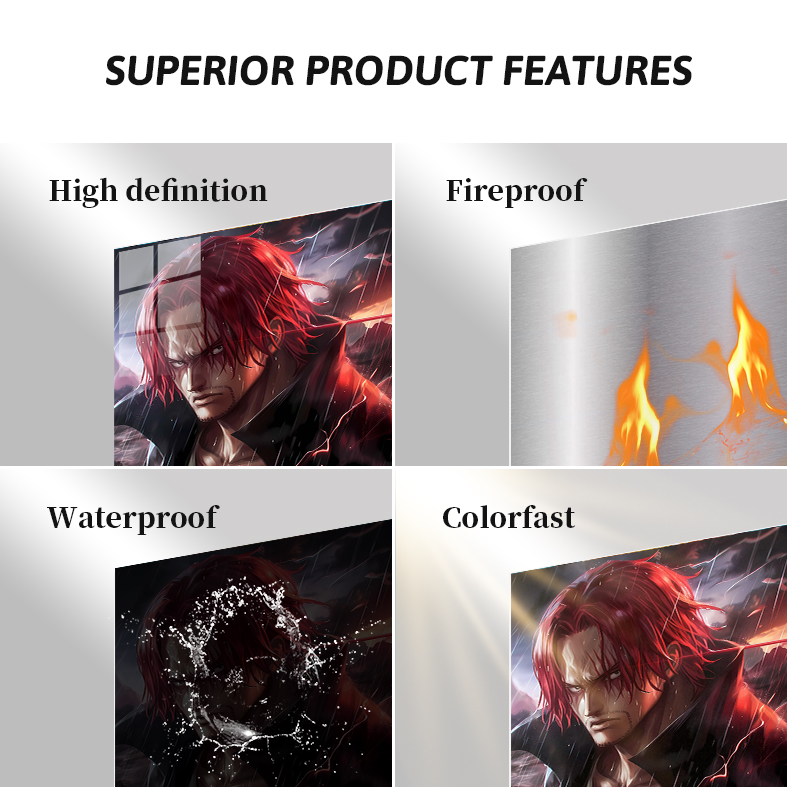 SUPERIOR PRODUCT FEATURES
High definition
Fireproof
Waterproof
Colorfast